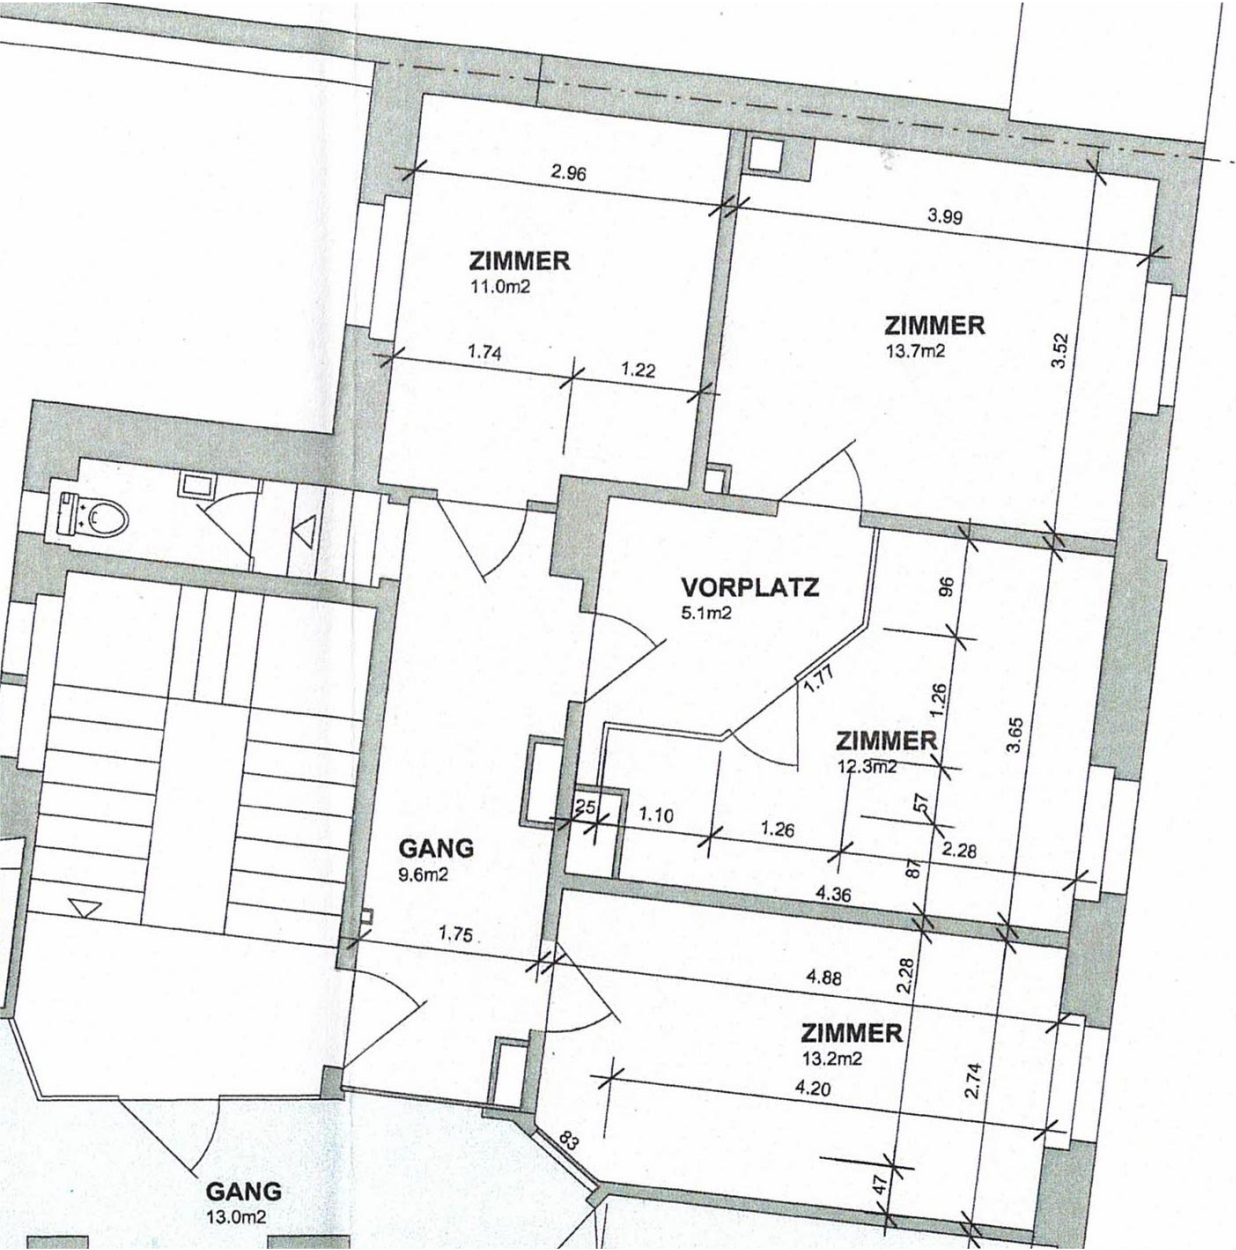 2.96
3.99
ZIMMER
11.0m2
ZIMMER
13.7m2
3.52
1.74
1.22
VORPLATZ
5.1m2
96
1.77
1.26
3.65
ZIMMER
12.3m2
25
1.10
1.26
57
2.28
87
4.36
GANG
9.6m2
1.75
4.88
2.28
ZIMMER
13.2m2
4.20
2.74
83
47
GANG
13.0m2